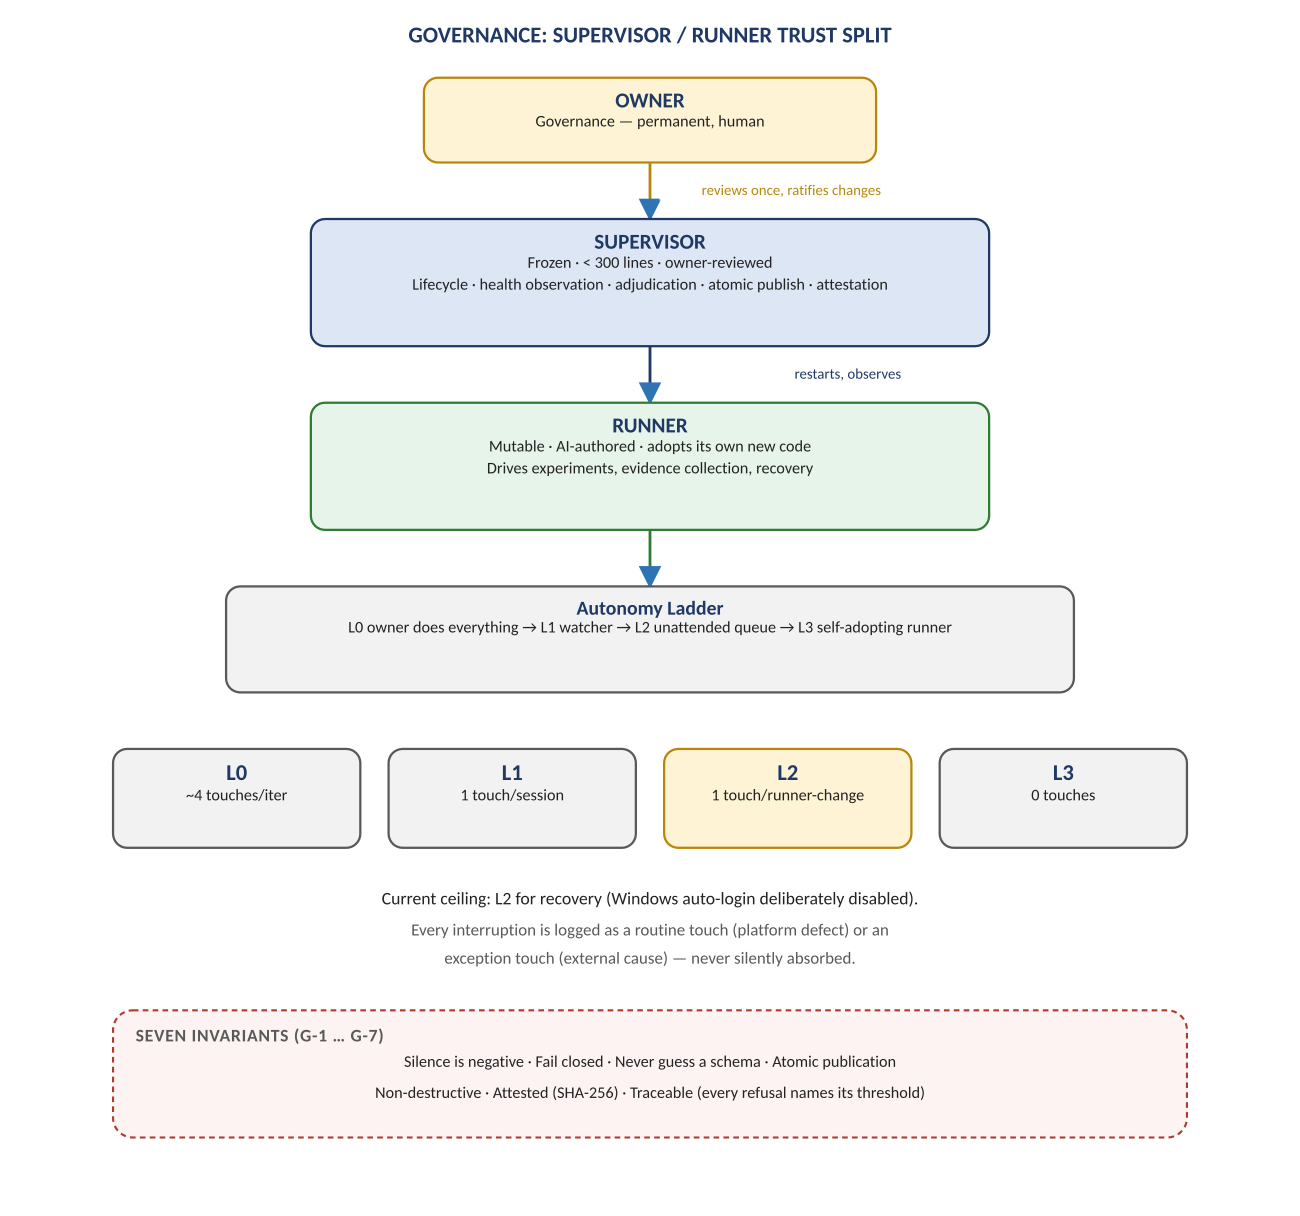 GOVERNANCE: SUPERVISOR / RUNNER TRUST SPLIT
OWNER
Governance — permanent, human
reviews once, ratifies changes
SUPERVISOR
Frozen · < 300 lines · owner-reviewed
Lifecycle · health observation · adjudication · atomic publish · attestation
restarts, observes
RUNNER
Mutable · AI-authored · adopts its own new code
Drives experiments, evidence collection, recovery
Autonomy Ladder
L0 owner does everything → L1 watcher → L2 unattended queue → L3 self-adopting runner
L0
~4 touches/iter
L1
1 touch/session
L2
1 touch/runner-change
L3
0 touches
Current ceiling: L2 for recovery (Windows auto-login deliberately disabled).
Every interruption is logged as a routine touch (platform defect) or an
exception touch (external cause) — never silently absorbed.
SEVEN INVARIANTS (G-1 … G-7)
Silence is negative · Fail closed · Never guess a schema · Atomic publication
Non-destructive · Attested (SHA-256) · Traceable (every refusal names its threshold)